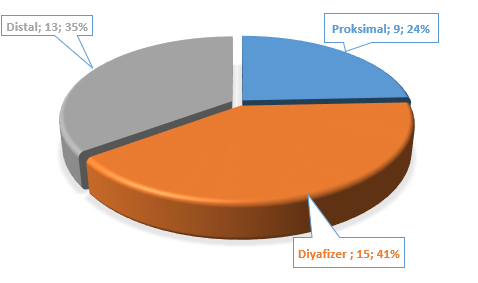 Distal; 13; 35%
Proksimal; 9; 24%
Diyafizer ; 15; 41%